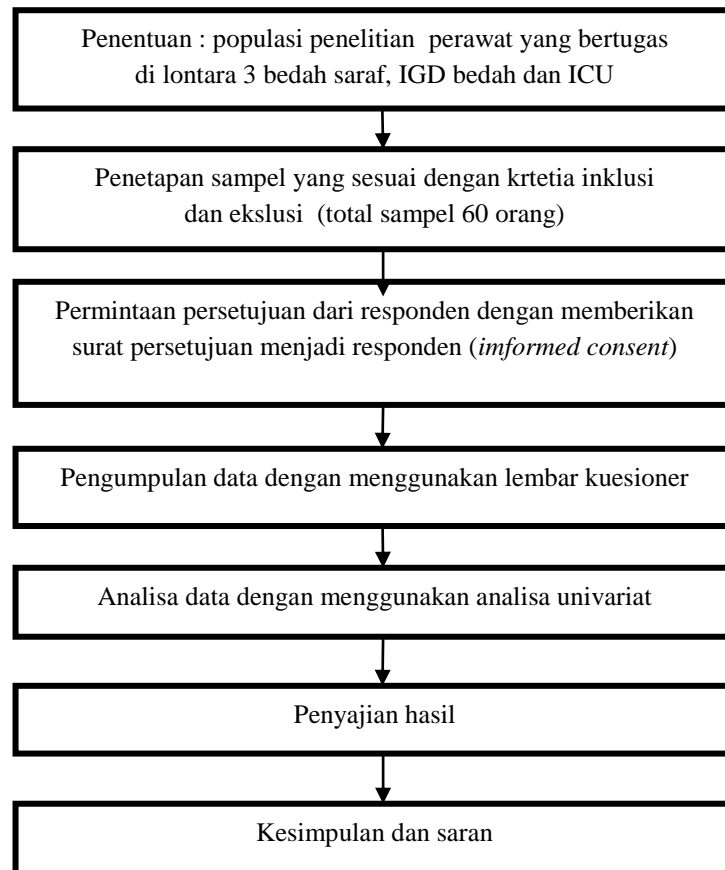 Penentuan : populasi penelitian perawat yang bertugas
di lontara 3 bedah saraf, IGD bedah dan ICU
Penetapan sampel yang sesuai dengan krtetia inklusi
dan ekslusi (total sampel 60 orang)
Permintaan persetujuan dari responden dengan memberikan
surat persetujuan menjadi responden (imformed consent)
Pengumpulan data dengan menggunakan lembar kuesioner
Analisa data dengan menggunakan analisa univariat
Penyajian hasil
Kesimpulan dan saran